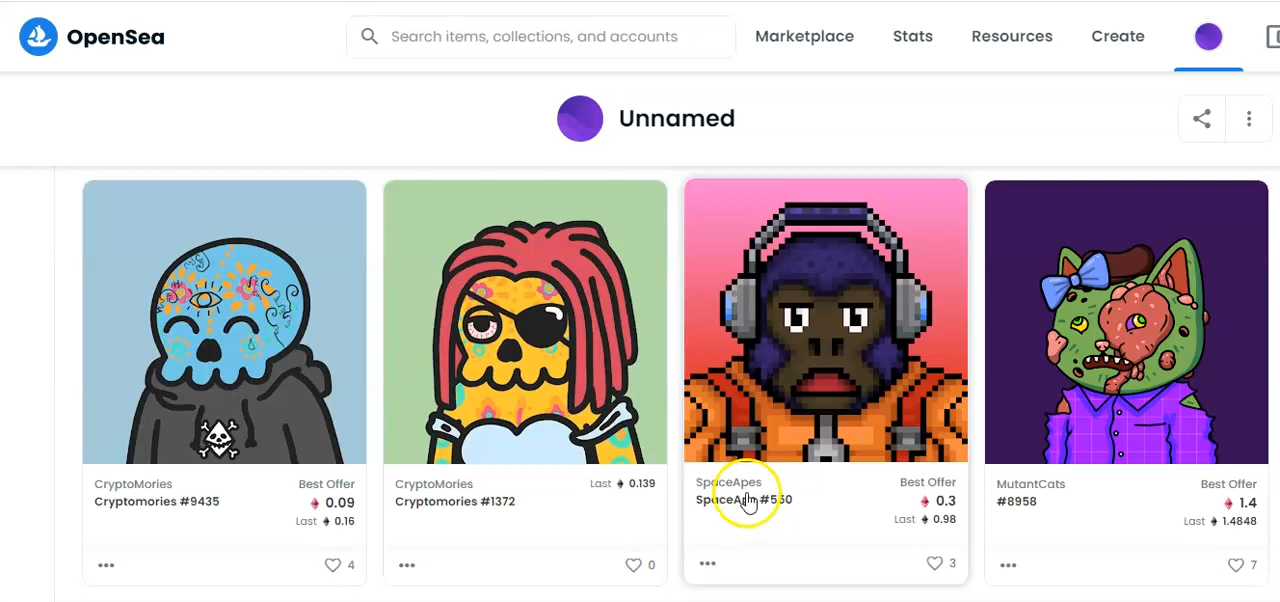 OpenSea
Search items, collections, and accounts
Marketplace
Stats
Resources
Create
Unnamed
CryptoMories
Cryptomories #9435
Best Offer
0.09
Last 0.16
4
CryptoMories
Cryptomories #1372
Last 0.139
0
SpaceApes
SpaceApe #550
Best Offer
0.3
Last 0.98
3
MutantCats
#8958
Best Offer
1.4
Last 1.4848
7